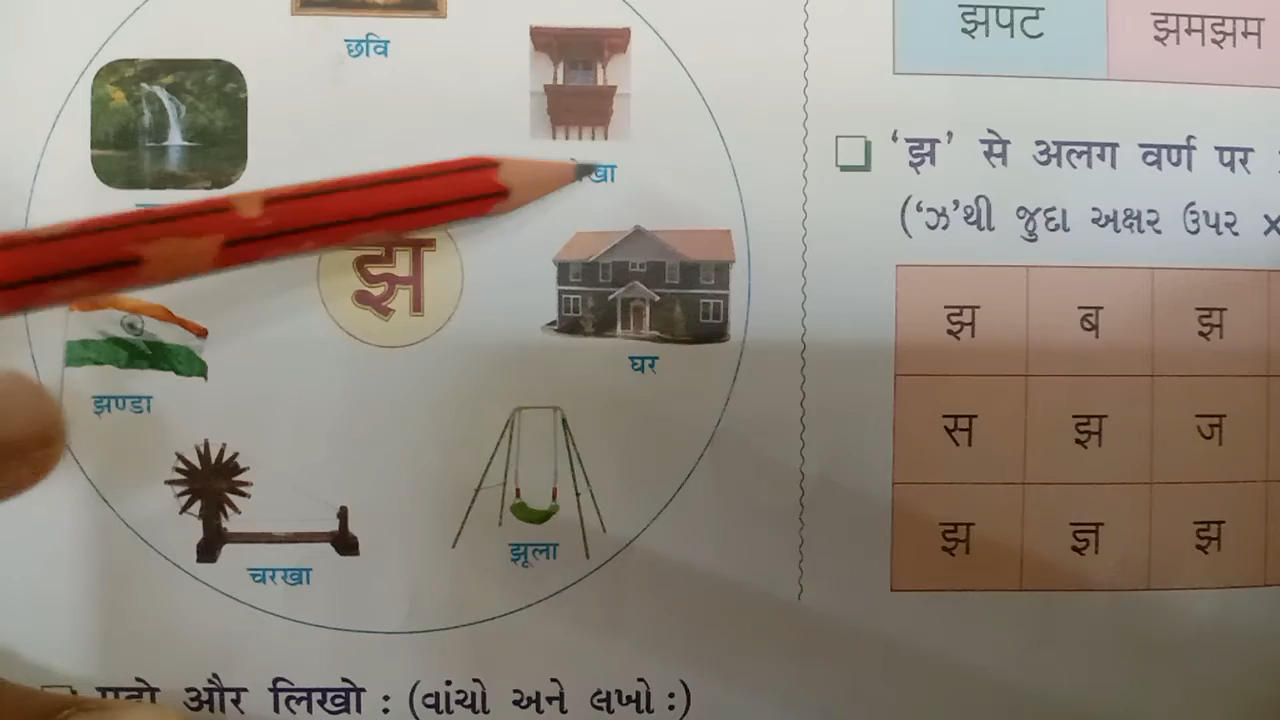 छवि
झ
घर
झण्डा
झूला
चरखा
और लिखो : (વાંચો અને લખો :)
झपट झमझम
‘झ’ से अलग वर्ण पर
(‘ઝ’થી જુદા અક્ષર ઉપર ×
झ ब झ
स झ ज
झ ज्ञ झ